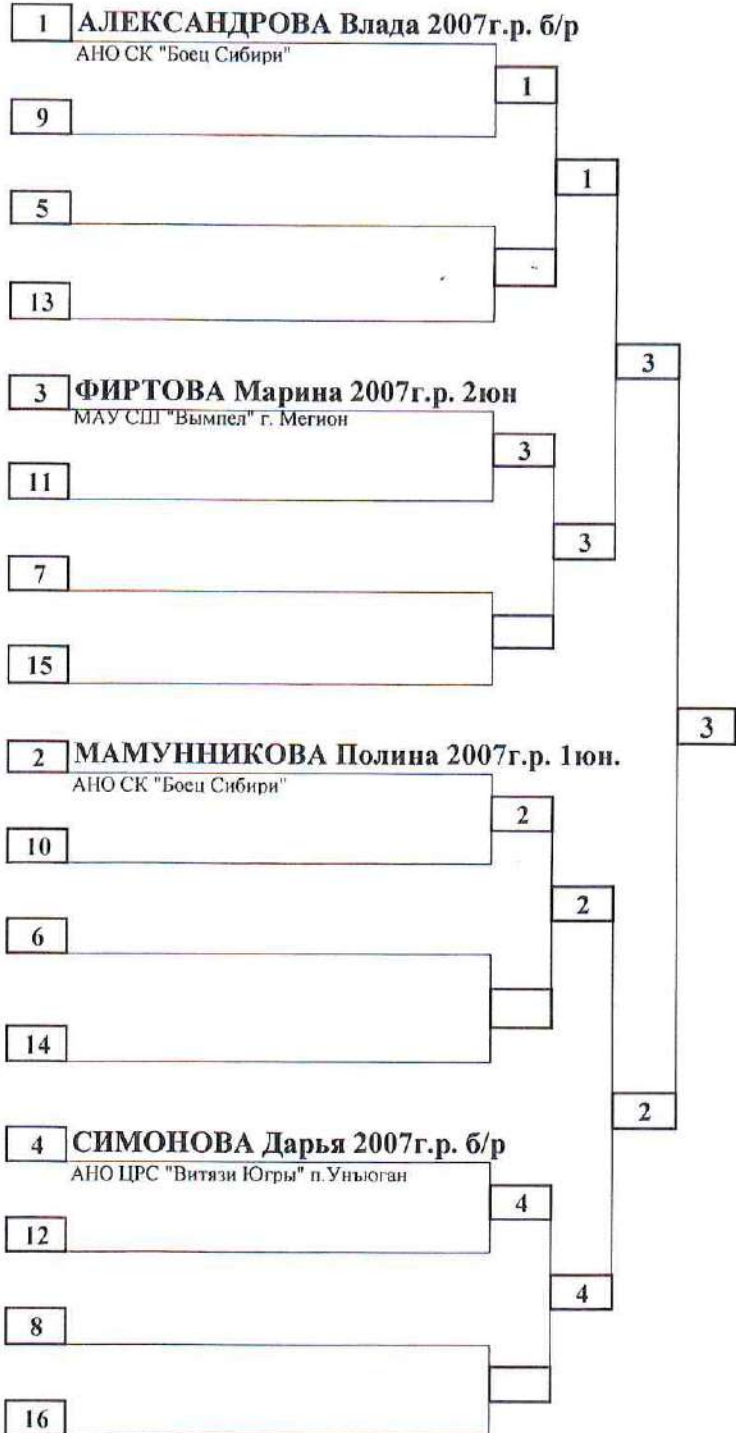 1 АЛЕКСАНДРОВА Влада 2007г.р. б/р
АНО СК "Боец Сибири"
1
9
1
5
13
3
3 ФИРТОВА Марина 2007г.р. 2юн
МАУ СШ "Вымпел" г. Мегион
3
11
3
7
15
3
2 МАМУННИКОВА Полина 2007г.р. 1юн.
АНО СК "Боец Сибири"
2
10
2
6
14
2
4 СИМОНОВА Дарья 2007г.р. б/р
АНО ЦРС "Витязи Югры" п.Унъюган
4
12
4
8
16